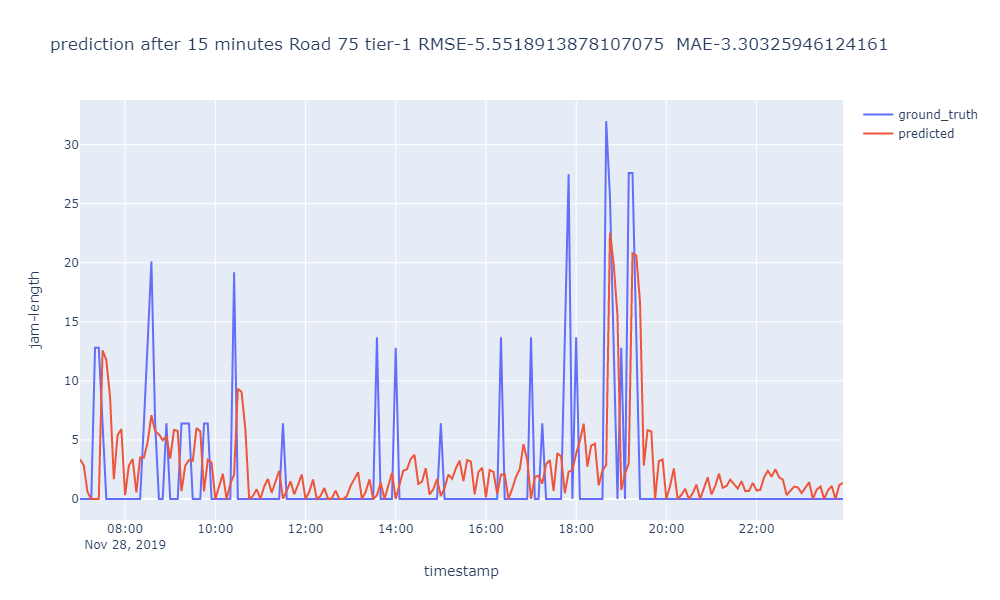 prediction after 15 minutes Road 75 tier-1 RMSE-5.5518913878107075  MAE-3.30325946124161
ground_truth
predicted
30
25
20
15
10
5
0
jam-length
08:00 10:00 12:00 14:00 16:00 18:00 20:00 22:00
Nov 28, 2019
timestamp